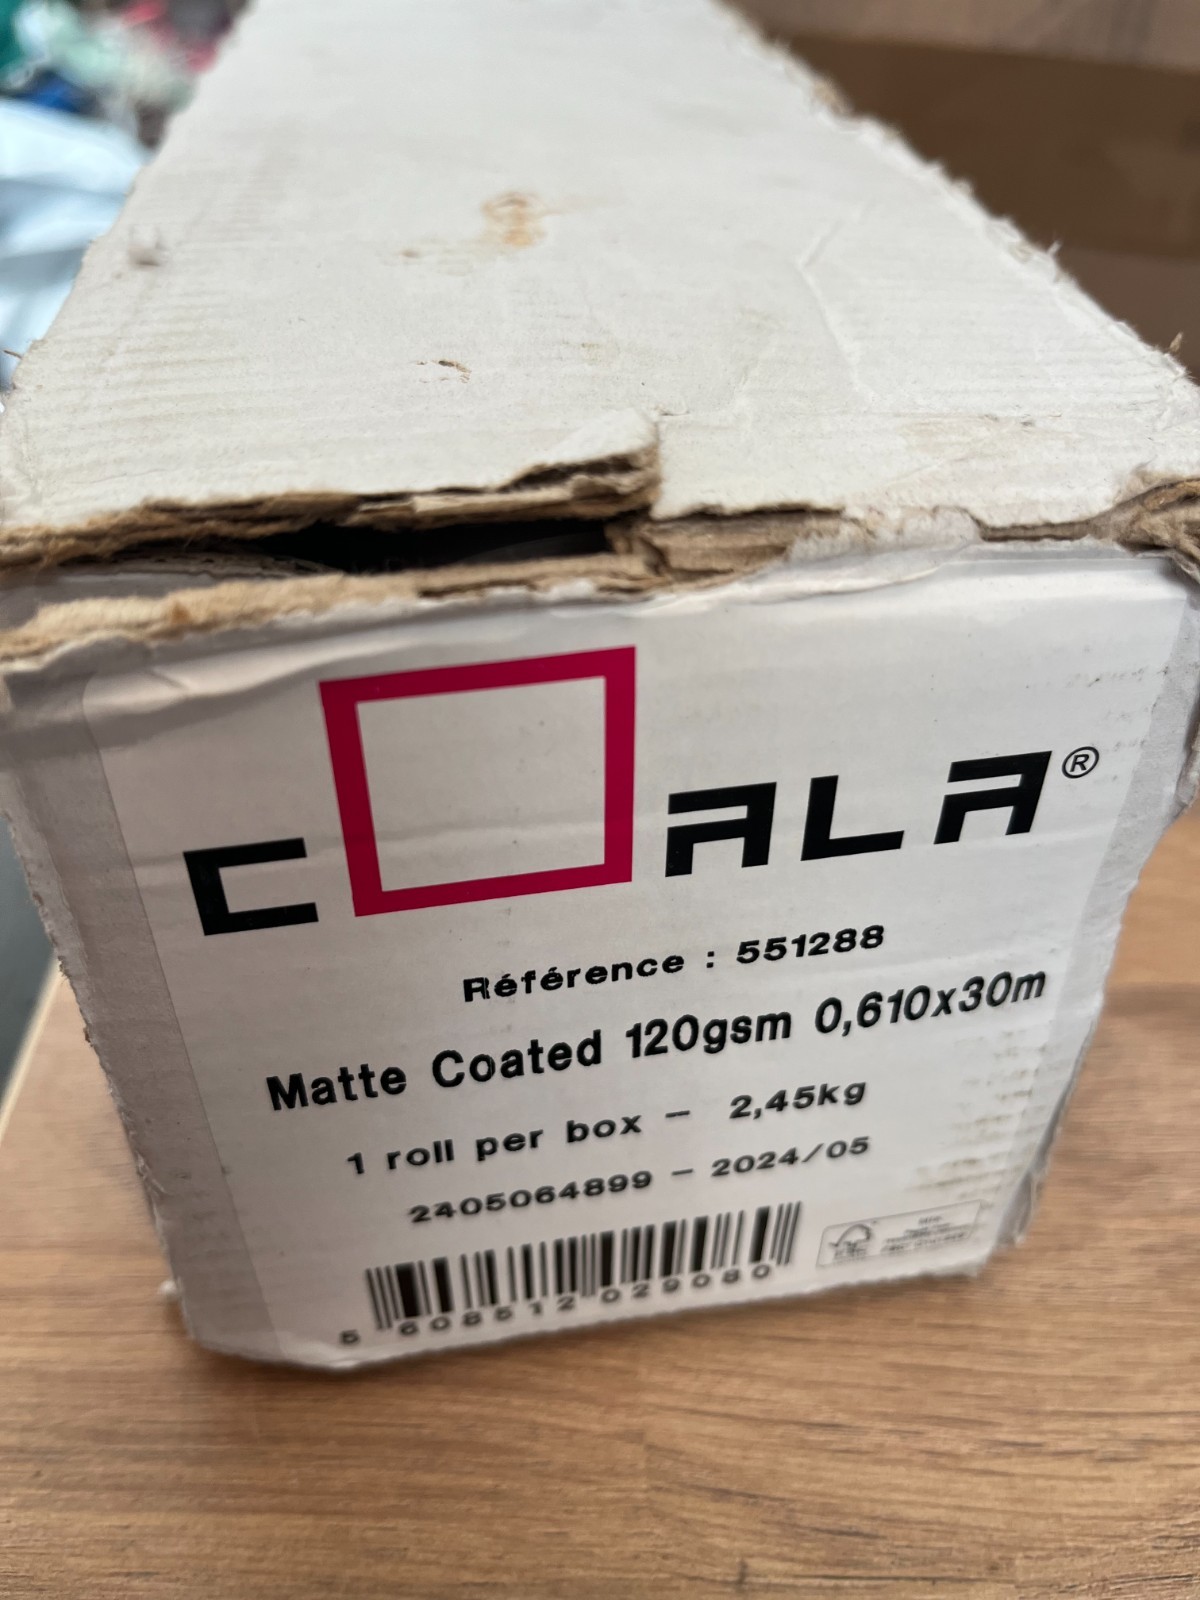 COALA®
Référence : 551288
Matte Coated 120gsm 0,610x30m
1 roll per box - 2,45kg
2405064899 - 2024/05
5 608512 029080